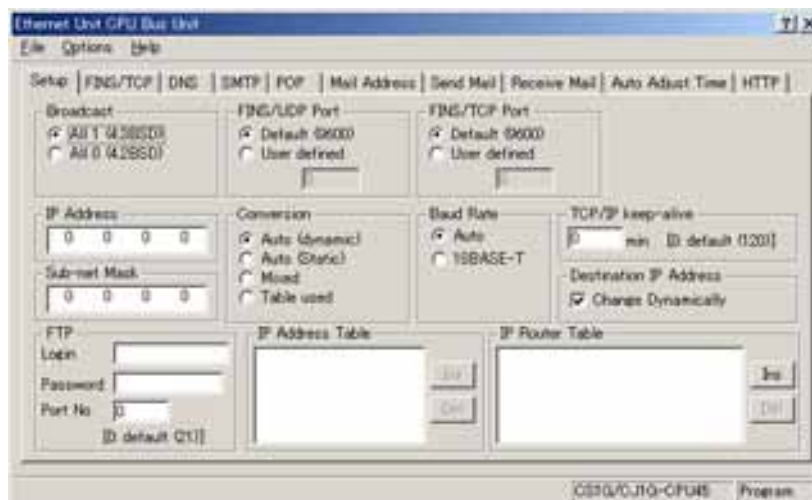 Ethernet Unit CPU Bus Unit
File Options Help
Setup FINS/TCP DNS SMTP POP Mail Address Send Mail Receive Mail Auto Adjust Time HTTP
Broadcast
All 1 (4.3BSD)
All 0 (4.2BSD)
FINS/UDP Port
Default (9600)
User defined
FINS/TCP Port
Default (9600)
User defined
IP Address
0 0 0 0
Sub-net Mask
0 0 0 0
Conversion
Auto (dynamic)
Auto (Static)
Mixed
Table used
Baud Rate
Auto
10BASE-T
TCP/IP keep-alive
0 min [0: default (120)]
Destination IP Address
Change Dynamically
FTP
Login
Password
Port No 0
[0: default (21)]
IP Address Table
Ins
Del
IP Router Table
Ins
Del
CS1G/CJ1G-CPU45 Program